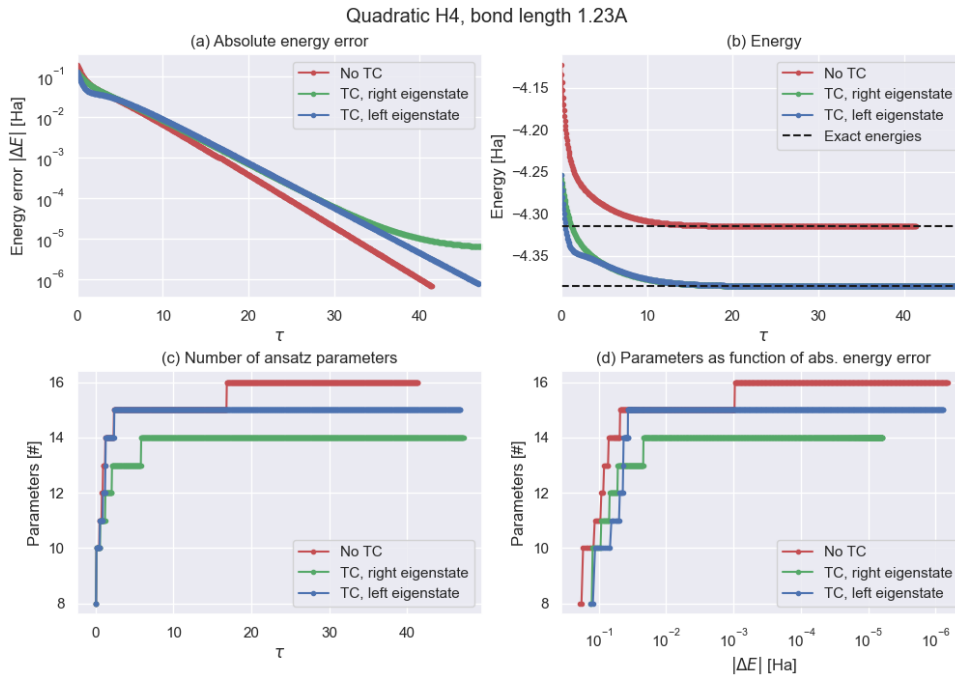 Quadratic H4, bond length 1.23A
(a) Absolute energy error
Energy error |ΔE| [Ha]
10⁻¹
10⁻²
10⁻³
10⁻⁴
10⁻⁵
10⁻⁶
No TC
TC, right eigenstate
TC, left eigenstate
0 10 20 30 40
τ
(b) Energy
Energy [Ha]
−4.15
−4.20
−4.25
−4.30
−4.35
No TC
TC, right eigenstate
TC, left eigenstate
Exact energies
0 10 20 30 40
τ
(c) Number of ansatz parameters
Parameters [#]
16
14
12
10
8
No TC
TC, right eigenstate
TC, left eigenstate
0 10 20 30 40
τ
(d) Parameters as function of abs. energy error
Parameters [#]
16
14
12
10
8
No TC
TC, right eigenstate
TC, left eigenstate
10⁻¹ 10⁻² 10⁻³ 10⁻⁴ 10⁻⁵ 10⁻⁶
|ΔE| [Ha]